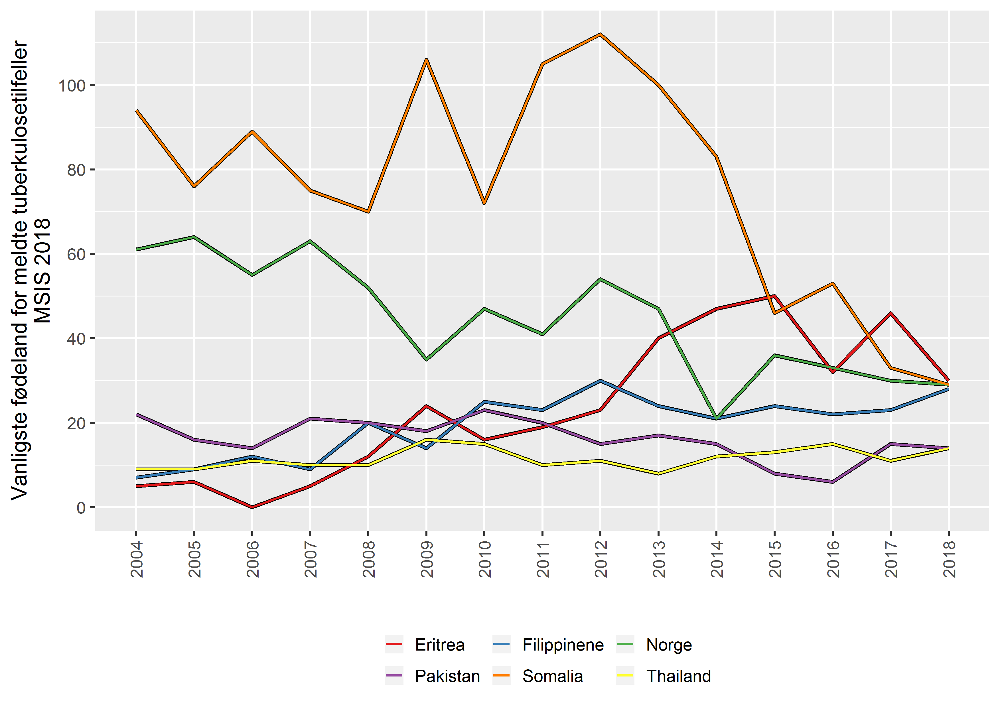 Vanligste fødeland for meldte tuberkulosetilfeller
MSIS 2018
100
80
60
40
20
0
2004 2005 2006 2007 2008 2009 2010 2011 2012 2013 2014 2015 2016 2017 2018
Eritrea Filippinene Norge
Pakistan Somalia Thailand